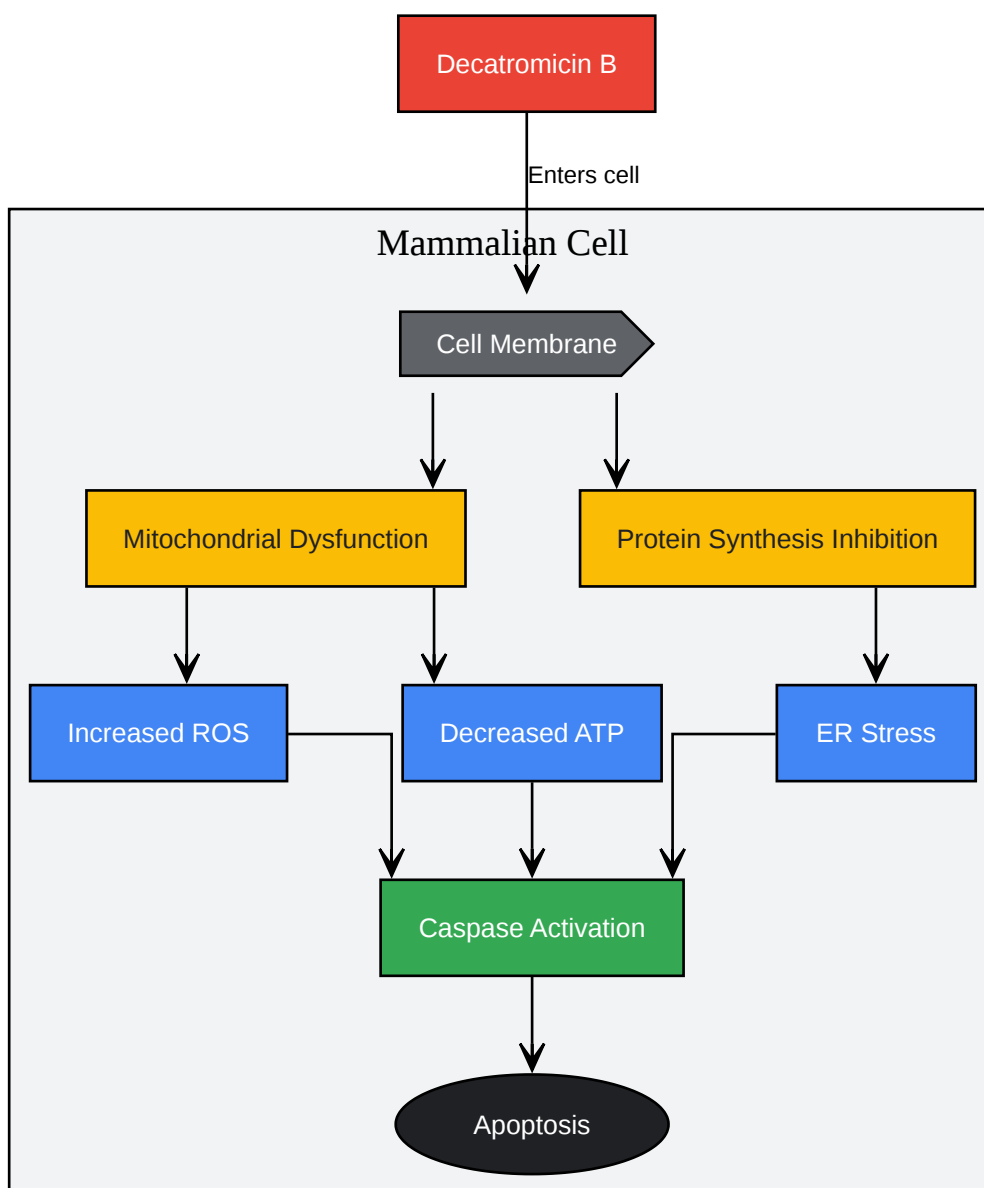 Decatromicin B
Enters cell
Mammalian Cell
Cell Membrane
Mitochondrial Dysfunction
Protein Synthesis Inhibition
Increased ROS
Decreased ATP
ER Stress
Caspase Activation
Apoptosis